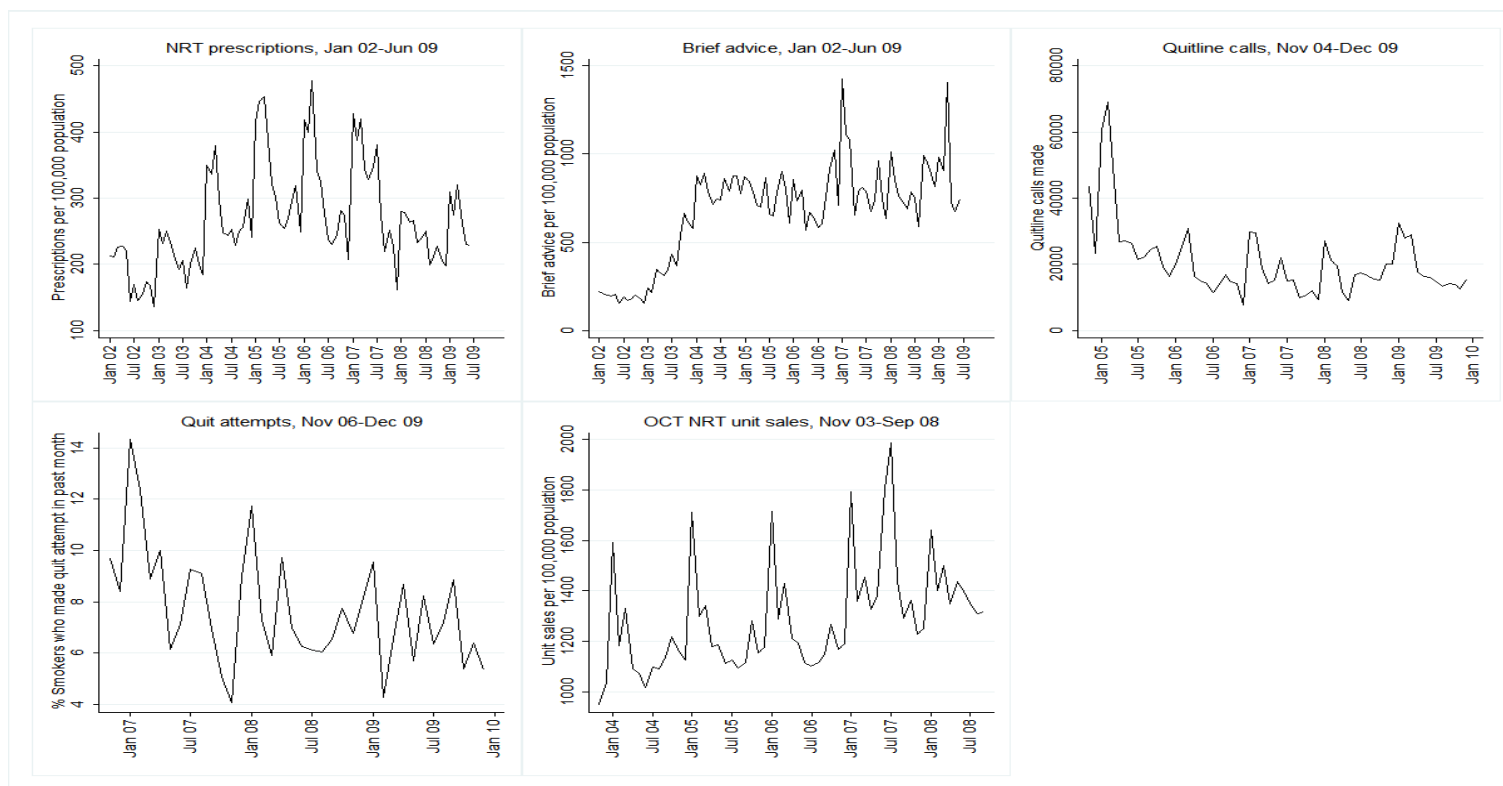 NRT prescriptions, Jan 02-Jun 09
Prescriptions per 100,000 population
500
400
300
200
100
Jan 02
Jul 02
Jan 03
Jul 03
Jan 04
Jul 04
Jan 05
Jul 05
Jan 06
Jul 06
Jan 07
Jul 07
Jan 08
Jul 08
Jan 09
Jul 09
Brief advice, Jan 02-Jun 09
Brief advice per 100,000 population
1500
1000
500
0
Jan 02
Jul 02
Jan 03
Jul 03
Jan 04
Jul 04
Jan 05
Jul 05
Jan 06
Jul 06
Jan 07
Jul 07
Jan 08
Jul 08
Jan 09
Jul 09
Quitline calls, Nov 04-Dec 09
Quitline calls made
80000
60000
40000
20000
0
Jan 05
Jul 05
Jan 06
Jul 06
Jan 07
Jul 07
Jan 08
Jul 08
Jan 09
Jul 09
Jan 10
Quit attempts, Nov 06-Dec 09
% Smokers who made quit attempt in past month
14
12
10
8
6
4
Jan 07
Jul 07
Jan 08
Jul 08
Jan 09
Jul 09
Jan 10
OCT NRT unit sales, Nov 03-Sep 08
Unit sales per 100,000 population
2000
1800
1600
1400
1200
1000
Jan 04
Jul 04
Jan 05
Jul 05
Jan 06
Jul 06
Jan 07
Jul 07
Jan 08
Jul 08